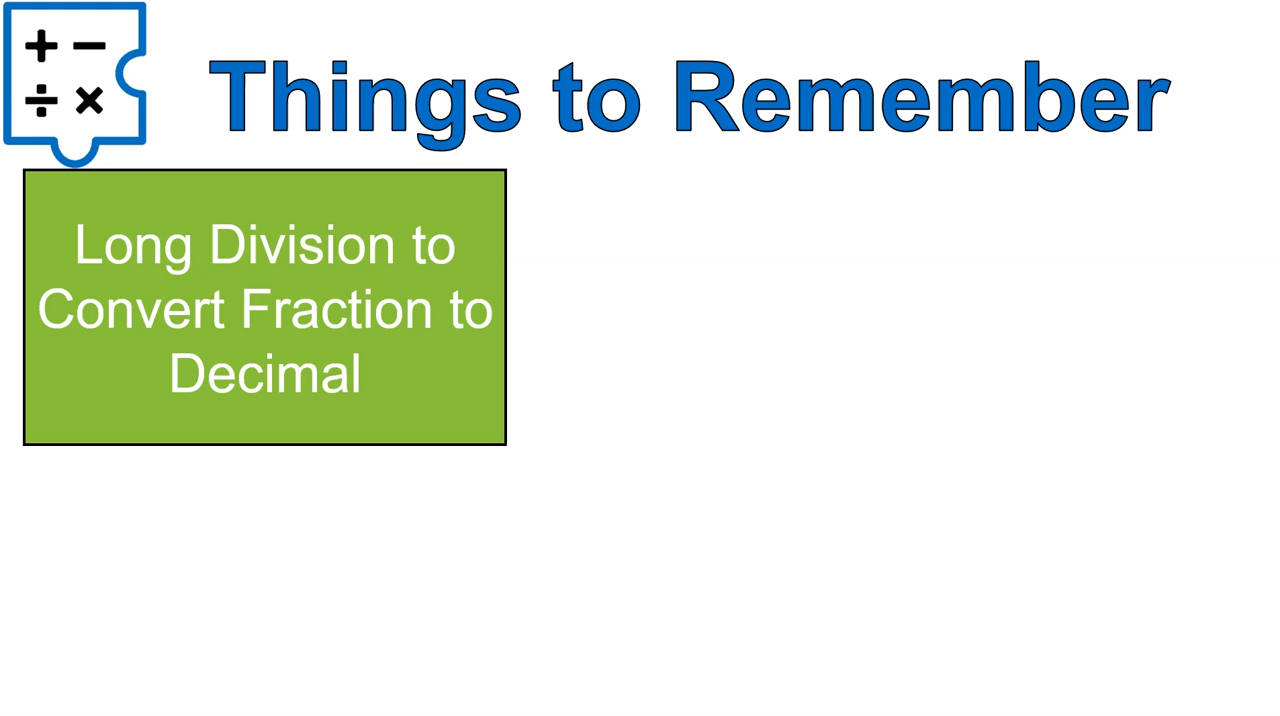 + −
÷ ×
Things to Remember
Long Division to
Convert Fraction to
Decimal